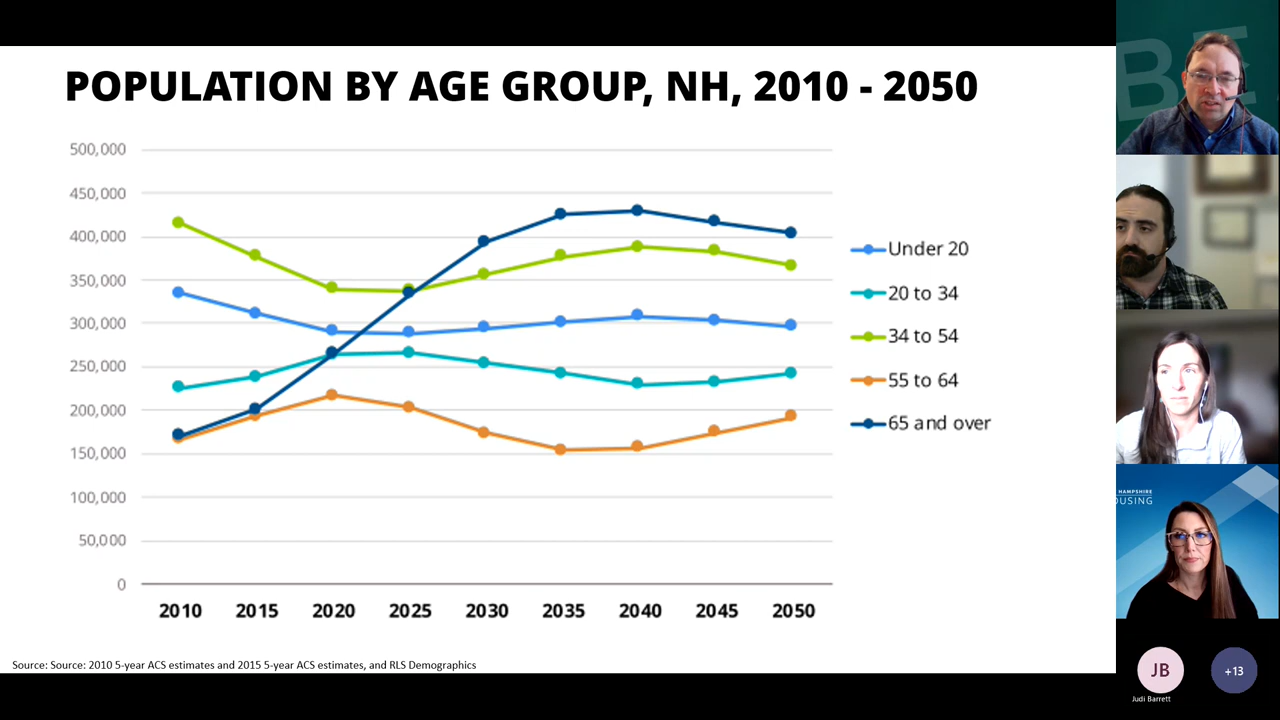 POPULATION BY AGE GROUP, NH, 2010 - 2050
500,000
450,000
400,000
350,000
300,000
250,000
200,000
150,000
100,000
50,000
0
2010 2015 2020 2025 2030 2035 2040 2045 2050
Under 20
20 to 34
34 to 54
55 to 64
65 and over
Source: Source: 2010 5-year ACS estimates and 2015 5-year ACS estimates, and RLS Demographics
BE
HAMPSHIRE
OUSING
JB
+13
Judi Barrett